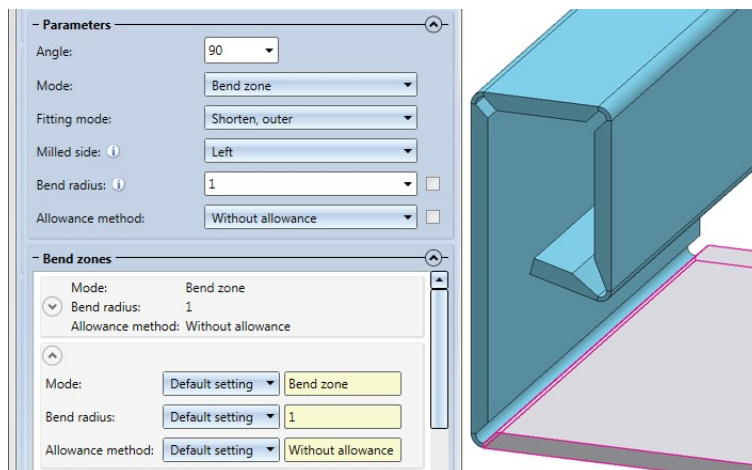 Parameters
Angle: 90
Mode: Bend zone
Fitting mode: Shorten, outer
Milled side: Left
Bend radius: 1
Allowance method: Without allowance
Bend zones
Mode: Bend zone
Bend radius: 1
Allowance method: Without allowance
Mode: Default setting Bend zone
Bend radius: Default setting 1
Allowance method: Default setting Without allowance